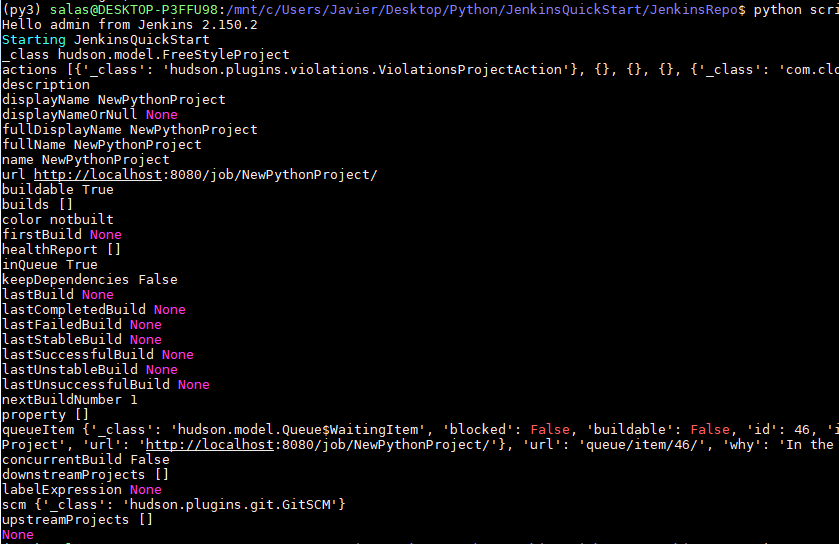 (py3) salas@DESKTOP-P3FFU98:/mnt/c/Users/Javier/Desktop/Python/JenkinsQuickStart/JenkinsRepo$ python scri
Hello admin from Jenkins 2.150.2
Starting JenkinsQuickStart
_class hudson.model.FreeStyleProject
actions [{'_class': 'hudson.plugins.violations.ViolationsProjectAction'}, {}, {}, {}, {'_class': 'com.clo
description
displayName NewPythonProject
displayNameOrNull None
fullDisplayName NewPythonProject
fullName NewPythonProject
name NewPythonProject
url http://localhost:8080/job/NewPythonProject/
buildable True
builds []
color notbuilt
firstBuild None
healthReport []
inQueue True
keepDependencies False
lastBuild None
lastCompletedBuild None
lastFailedBuild None
lastStableBuild None
lastSuccessfulBuild None
lastUnstableBuild None
lastUnsuccessfulBuild None
nextBuildNumber 1
property []
queueItem {'_class': 'hudson.model.Queue$WaitingItem', 'blocked': False, 'buildable': False, 'id': 46, 'i
Project', 'url': 'http://localhost:8080/job/NewPythonProject/'}, 'url': 'queue/item/46/', 'why': 'In the
concurrentBuild False
downstreamProjects []
labelExpression None
scm {'_class': 'hudson.plugins.git.GitSCM'}
upstreamProjects []
None